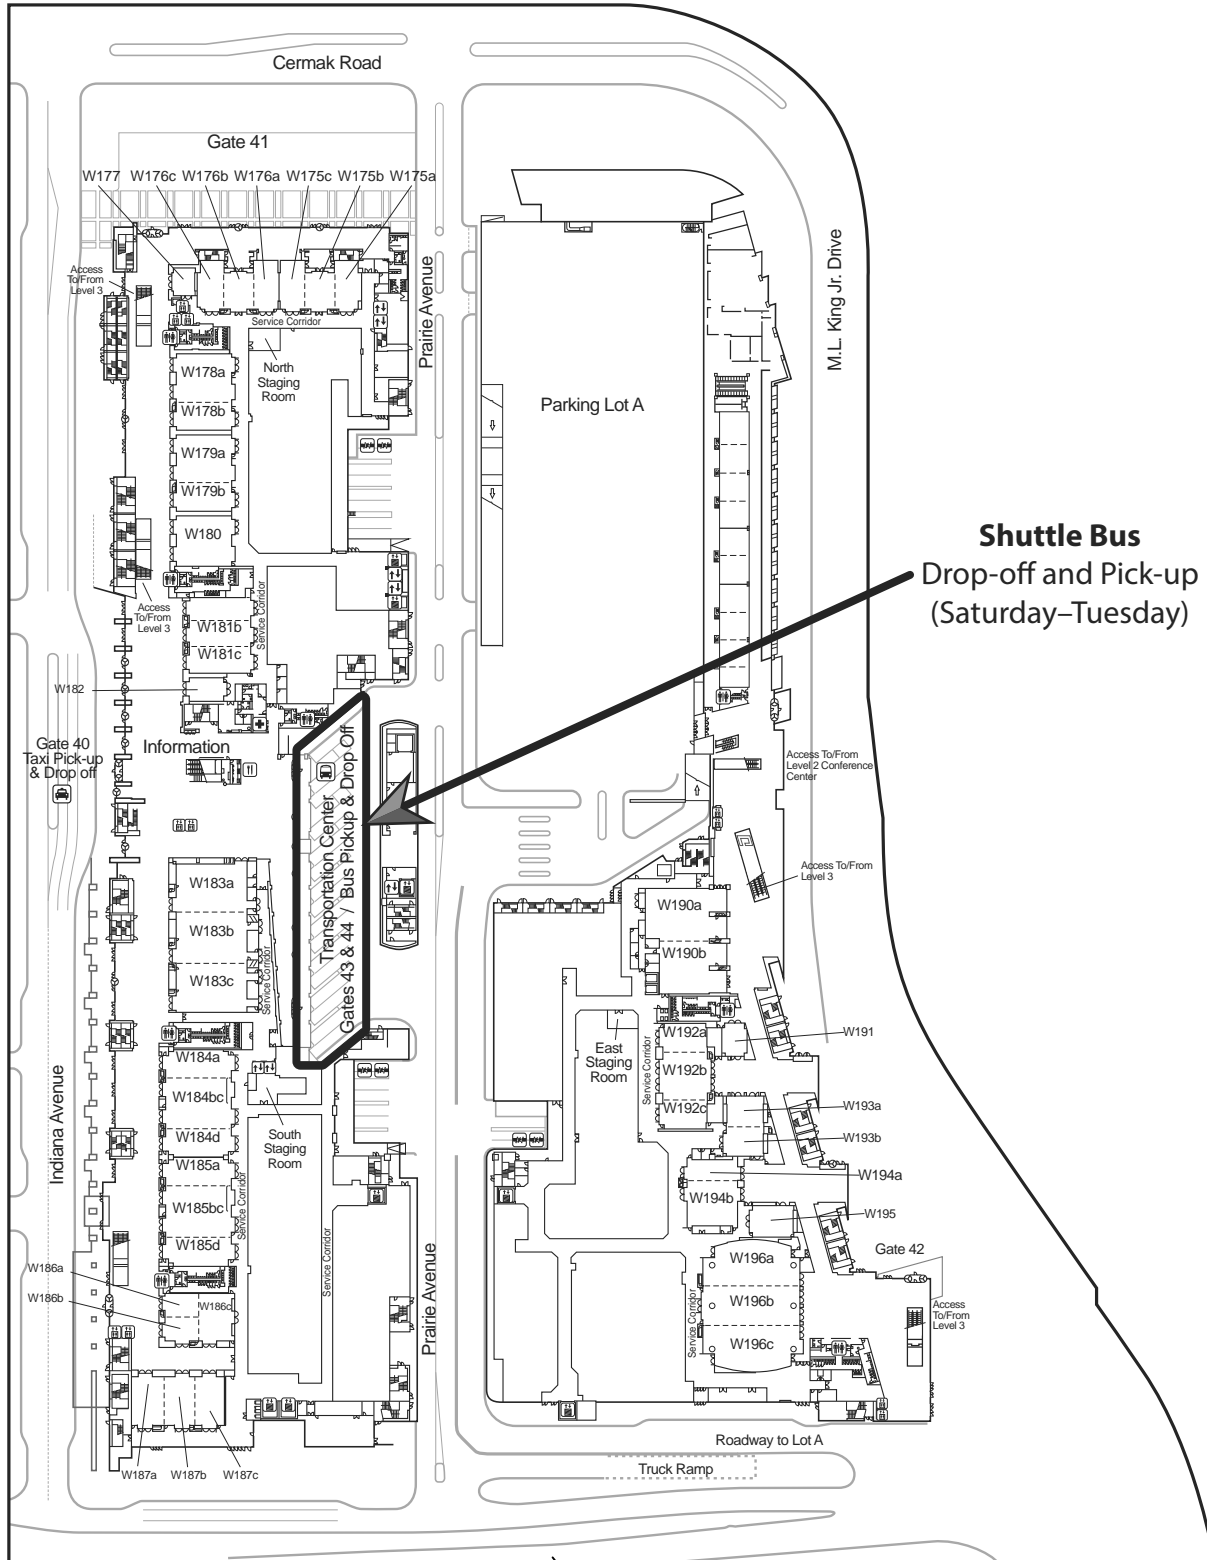 Cermak Road
Gate 41
W177
W176c
W176b
W176a
W175c
W175b
W175a
Access
To/From
Level 3
Service Corridor
Prairie Avenue
M.L. King Jr. Drive
W178a
North
Staging
Room
W178b
Parking Lot A
W179a
W179b
W180
Shuttle Bus
Drop-off and Pick-up
(Saturday–Tuesday)
Access
To/From
Level 3
Service Corridor
W181b
W181c
W182
Gate 40
Taxi Pick-up
& Drop off
Information
Transportation Center
Gates 43 & 44 / Bus Pickup & Drop Off
Access To/From
Level 2 Conference
Center
Access To/From
Level 3
W183a
W183b
W183c
Service Corridor
W190a
W190b
W191
W192a
W192b
W192c
East
Staging
Room
Service Corridor
W193a
W193b
W184a
W184bc
W184d
South
Staging
Room
Indiana Avenue
W185a
W185bc
W185d
Service Corridor
Service Corridor
W194a
W194b
W195
Gate 42
Prairie Avenue
W196a
W196b
W196c
Service Corridor
Access
To/From
Level 3
W186a
W186b
W186c
W187a
W187b
W187c
Roadway to Lot A
Truck Ramp